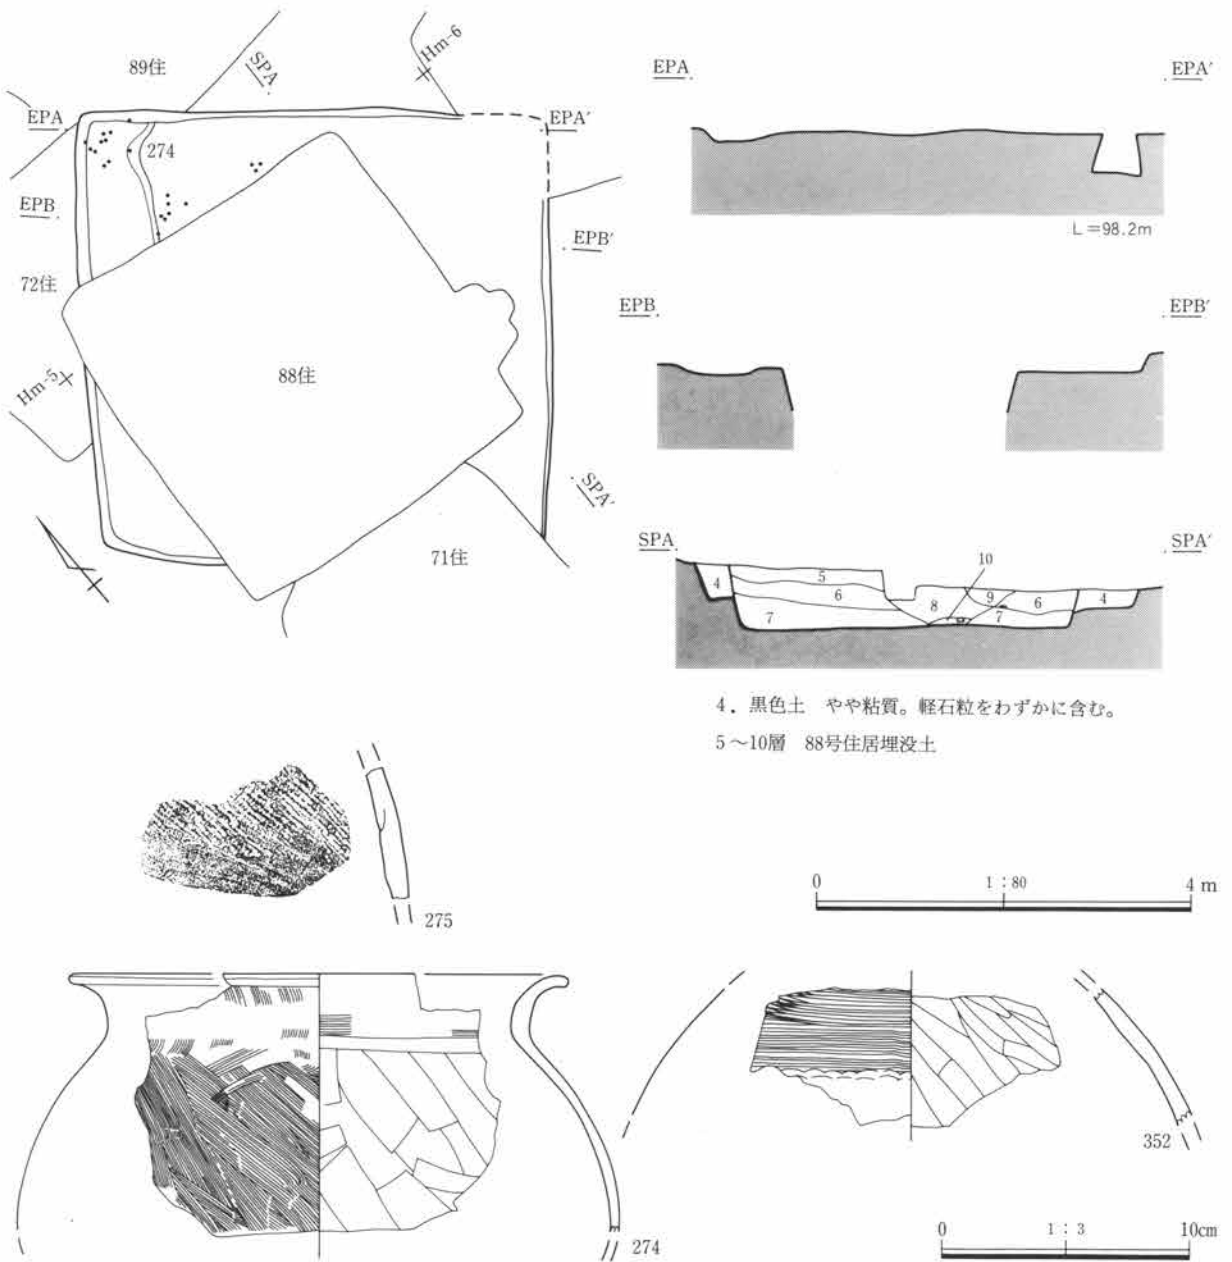 89住
SPA
Hm-6
EPA
EPA′
274
EPB
EPB′
72住
88住
Hm-5
SPA′
71住
EPA
EPA′
L=98.2m
EPB
EPB′
SPA
SPA′
10
4
5
6
7
8
9
6
7
4
4．黒色土　やや粘質。軽石粒をわずかに含む。
5～10層　88号住居埋没土
275
0 1：80 4 m
274
352
0 1：3 10cm